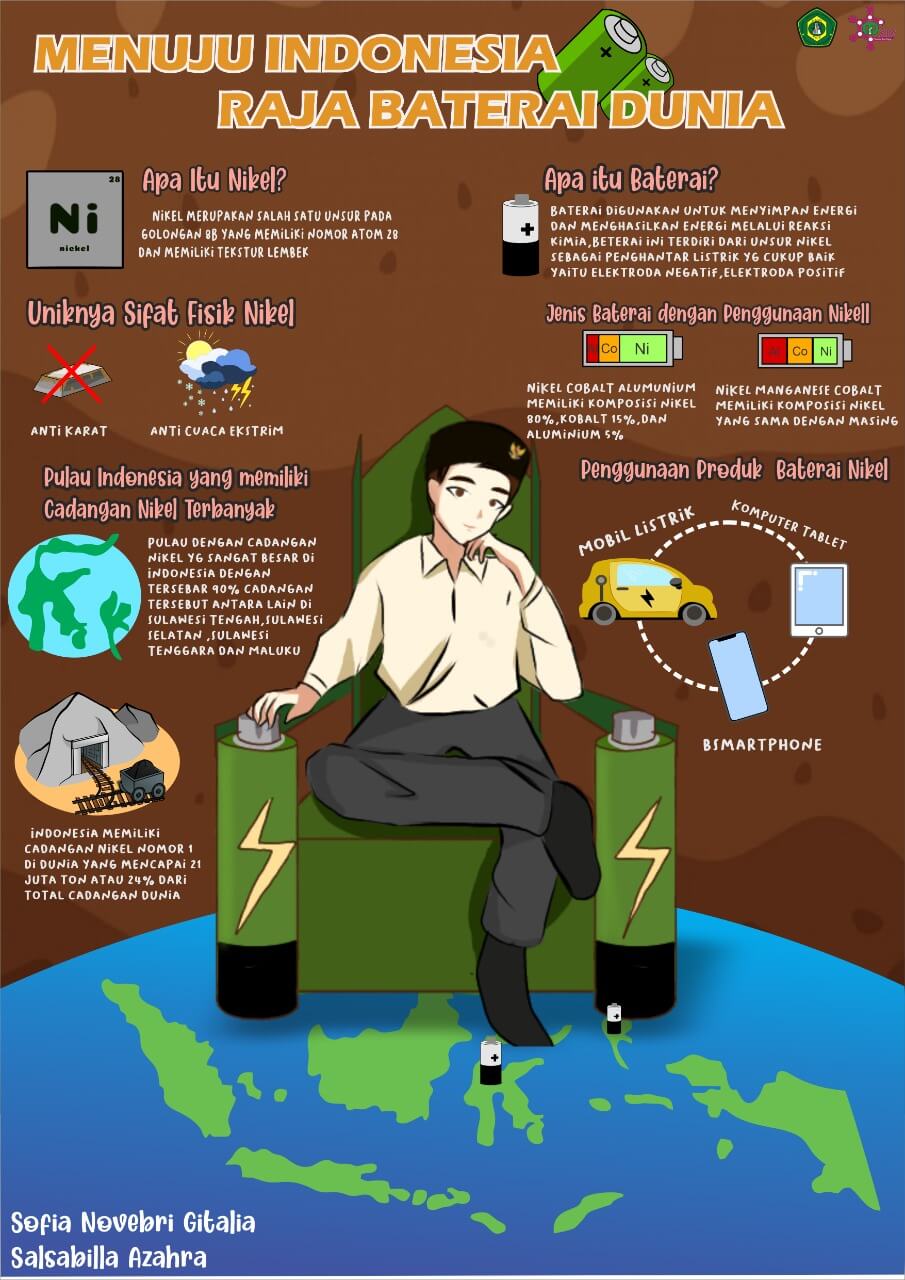 MENUJU INDONESIA
RAJA BATERAI DUNIA
28
Ni
nickel
Apa Itu Nikel?
NIKEL MERUPAKAN SALAH SATU UNSUR PADA
GOLONGAN 8B YANG MEMILIKI NOMOR ATOM 28
DAN MEMILIKI TEKSTUR LEMBEK
Apa itu Baterai?
BATERAI DIGUNAKAN UNTUK MENYIMPAN ENERGI
DAN MENGHASILKAN ENERGI MELALUI REAKSI
KIMIA,BETERAI INI TERDIRI DARI UNSUR NIKEL
SEBAGAI PENGHANTAR LISTRIK YG CUKUP BAIK
YAITU ELEKTRODA NEGATIF,ELEKTRODA POSITIF
Uniknya Sifat Fisik Nikel
ANTI KARAT
ANTI CUACA EKSTRIM
Jenis Baterai dengan Penggunaan Nikell
Al Co Ni
Al Co Ni
NIKEL COBALT ALUMUNIUM
MEMILIKI KOMPOSISI NIKEL
80%,KOBALT 15%,DAN
ALUMINIUM 5%
NIKEL MANGANESE COBALT
MEMILIKI KOMPOSISI NIKEL
YANG SAMA DENGAN MASING
Pulau Indonesia yang memiliki
Cadangan Nikel Terbanyak
PULAU DENGAN CADANGAN
NIKEL YG SANGAT BESAR DI
INDONESIA DENGAN
TERSEBAR 90% CADANGAN
TERSEBUT ANTARA LAIN DI
SULAWESI TENGAH,SULAWESI
SELATAN ,SULAWESI
TENGGARA DAN MALUKU
Penggunaan Produk Baterai Nikel
MOBIL LISTRIK
KOMPUTER TABLET
BSMARTPHONE
INDONESIA MEMILIKI
CADANGAN NIKEL NOMOR 1
DI DUNIA YANG MENCAPAI 21
JUTA TON ATAU 24% DARI
TOTAL CADANGAN DUNIA
Sofia Novebri Gitalia
Salsabilla Azahra